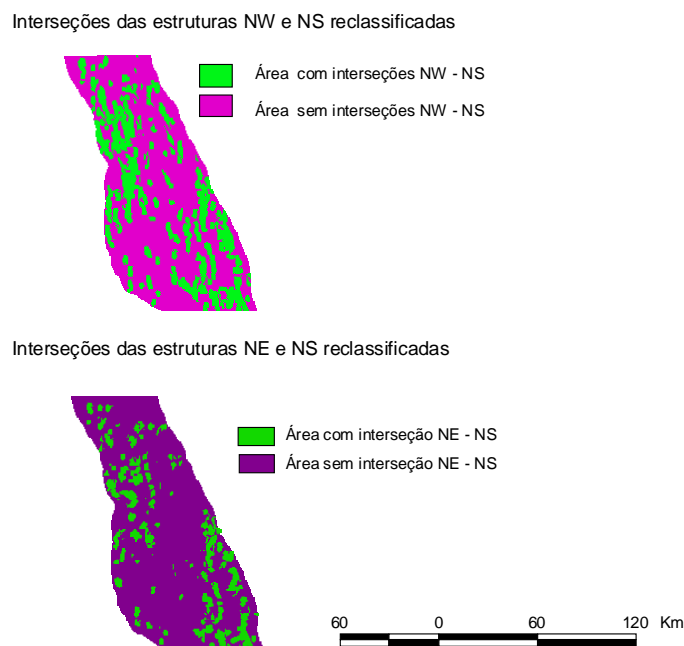 Interseções das estruturas NW e NS reclassificadas
Área com interseções NW - NS
Área sem interseções NW - NS
Interseções das estruturas NE e NS reclassificadas
Área com interseção NE - NS
Área sem interseção NE - NS
60 0 60 120 Km